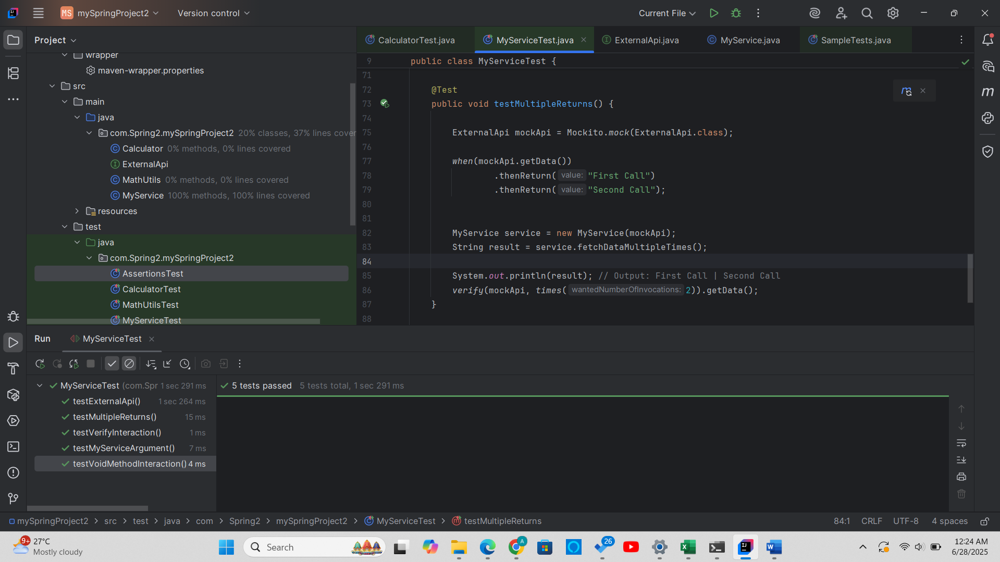 MS mySpringProject2 Version control Current File
Project
CalculatorTest.java MyServiceTest.java ExternalApi.java MyService.java SampleTests.java
wrapper
maven-wrapper.properties
src
main
java
com.Spring2.mySpringProject2 20% classes, 37% lines cover
Calculator 0% methods, 0% lines covered
ExternalApi
MathUtils 0% methods, 0% lines covered
MyService 100% methods, 100% lines covered
resources
test
java
com.Spring2.mySpringProject2
AssertionsTest
CalculatorTest
MathUtilsTest
MyServiceTest
9 public class MyServiceTest {
71
72 @Test
73 public void testMultipleReturns() {
74
75 ExternalApi mockApi = Mockito.mock(ExternalApi.class);
76
77 when(mockApi.getData())
78 .thenReturn( value: "First Call")
79 .thenReturn( value: "Second Call");
80
81
82 MyService service = new MyService(mockApi);
83 String result = service.fetchDataMultipleTimes();
84
85 System.out.println(result); // Output: First Call | Second Call
86 verify(mockApi, times( wantedNumberOfInvocations: 2)).getData();
87 }
88
Run MyServiceTest
MyServiceTest (com.Spr 1 sec 291 ms
testExternalApi() 1 sec 264 ms
testMultipleReturns() 15 ms
testVerifyInteraction() 1 ms
testMyServiceArgument() 7 ms
testVoidMethodInteraction() 4 ms
5 tests passed 5 tests total, 1 sec 291 ms
mySpringProject2 > src > test > java > com > Spring2 > mySpringProject2 > MyServiceTest > testMultipleReturns
84:1 CRLF UTF-8 4 spaces
9+ 27°C
Mostly cloudy
Search
A
26
12:24 AM
6/28/2025